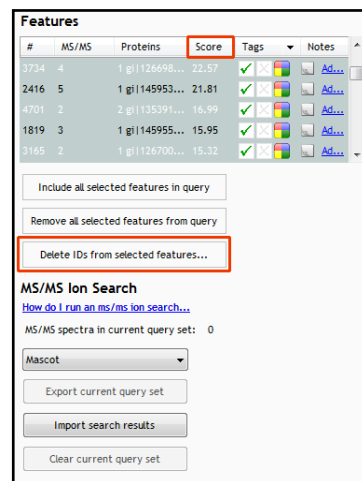 Features
# MS/MS Proteins Score Tags Notes
3734 4 1 gi|126698... 22.57 Ad...
2416 5 1 gi|145953... 21.81 Ad...
4701 2 2 gi|135391... 16.99 Ad...
1819 3 1 gi|145955... 15.95 Ad...
3165 2 1 gi|126700... 15.32 Ad...
Include all selected features in query
Remove all selected features from query
Delete IDs from selected features...
MS/MS Ion Search
How do I run an ms/ms ion search...
MS/MS spectra in current query set: 0
Mascot
Export current query set
Import search results
Clear current query set